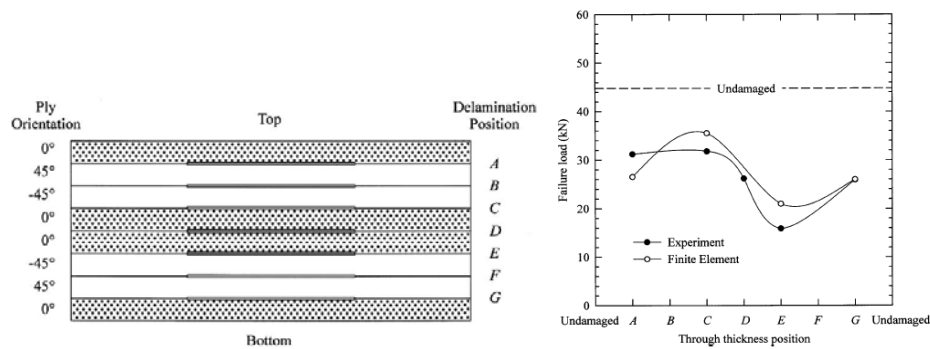 Ply
Orientation
Top
Delamination
Position
0°
45°
-45°
0°
0°
-45°
45°
0°
A
B
C
D
E
F
G
Bottom
60
50
40
30
20
10
0
Failure load (kN)
Undamaged
Experiment
Finite Element
Undamaged A B C D E F G Undamaged
Through thickness position